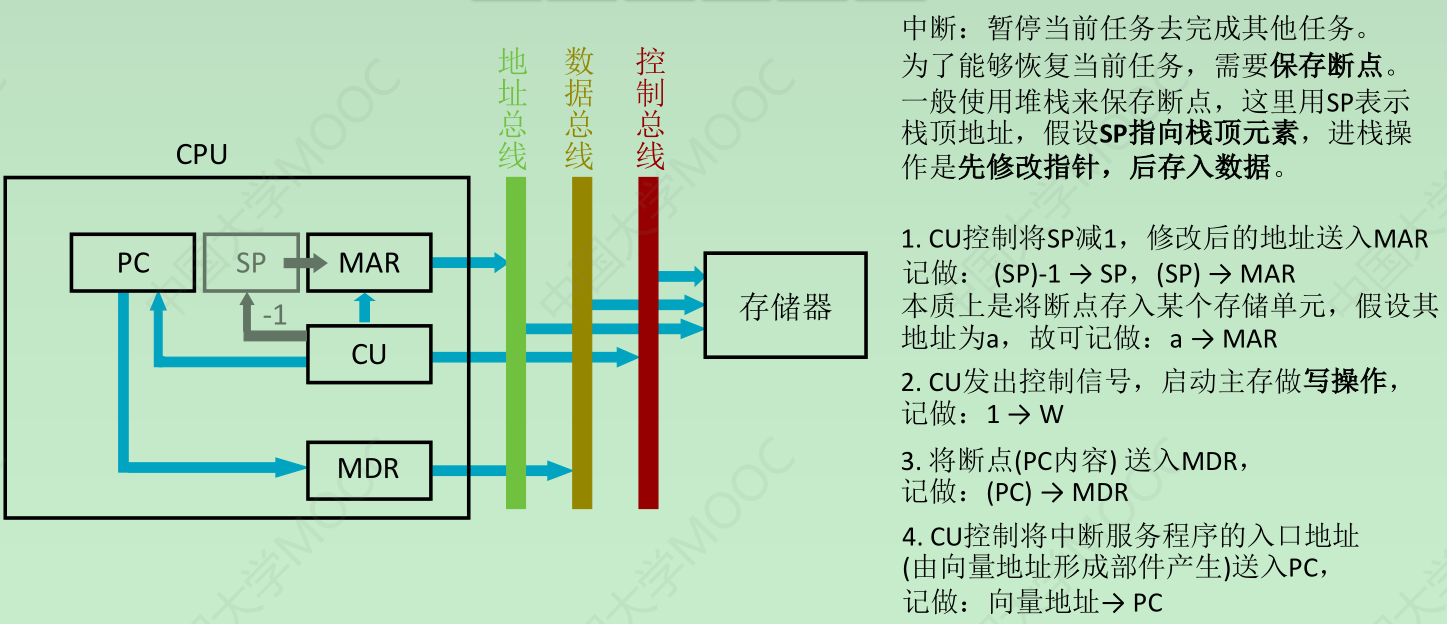 CPU
PC
SP
MAR
-1
CU
MDR
地址总线
数据总线
控制总线
存储器
中断：暂停当前任务去完成其他任务。
为了能够恢复当前任务，需要保存断点。
一般使用堆栈来保存断点，这里用SP表示
栈顶地址，假设SP指向栈顶元素，进栈操
作是先修改指针，后存入数据。
1. CU控制将SP减1，修改后的地址送入MAR
记做： (SP)-1 → SP，(SP) → MAR
本质上是将断点存入某个存储单元，假设其
地址为a，故可记做：a → MAR
2. CU发出控制信号，启动主存做写操作，
记做：1 → W
3. 将断点(PC内容) 送入MDR，
记做：(PC) → MDR
4. CU控制将中断服务程序的入口地址
(由向量地址形成部件产生)送入PC，
记做：向量地址→ PC
中国大学MOOC
中国大学MOOC